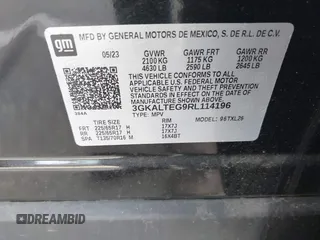 MFD BY GENERAL MOTORS DE MEXICO, S. DE R.L. DE C.V.
gm
05/23 GVWR GAWR FRT GAWR RR
2100 KG 1175 KG 1200 KG
4630 LB 2590 LB 2645 LB
THIS VEHICLE CONFORMS TO ALL APPLICABLE U.S. FEDERAL MOTOR VEHICLE SAFETY, BUMPER, AND THEFT PREVENTION STANDARDS IN EFFECT ON THE DATE OF MANUFACTURE SHOWN ABOVE.
3GKALTEG9RL114196
TYPE: MPV MODEL:
TIRE SIZE RIM
FRT 225/65R17 H 17X7J
RR 225/65R17 H 17X7J
SPA T135/70R16 M 16X4BT
DREAMBID
DREAMBID